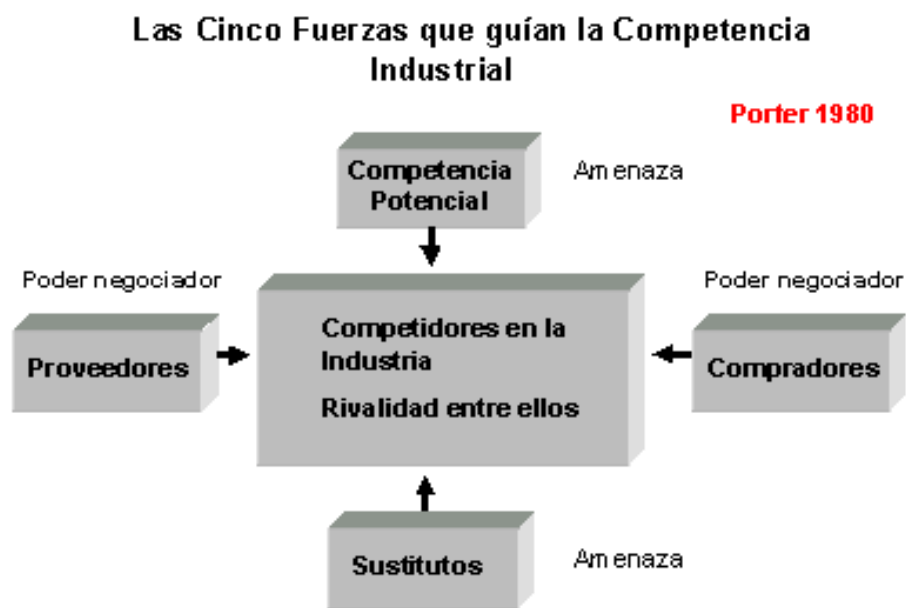 Las Cinco Fuerzas que guían la Competencia
Industrial
Porter 1980
Competencia
Potencial
Amenaza
Poder negociador
Poder negociador
Proveedores
Competidores en la
Industria
Rivalidad entre ellos
Compradores
Sustitutos
Amenaza